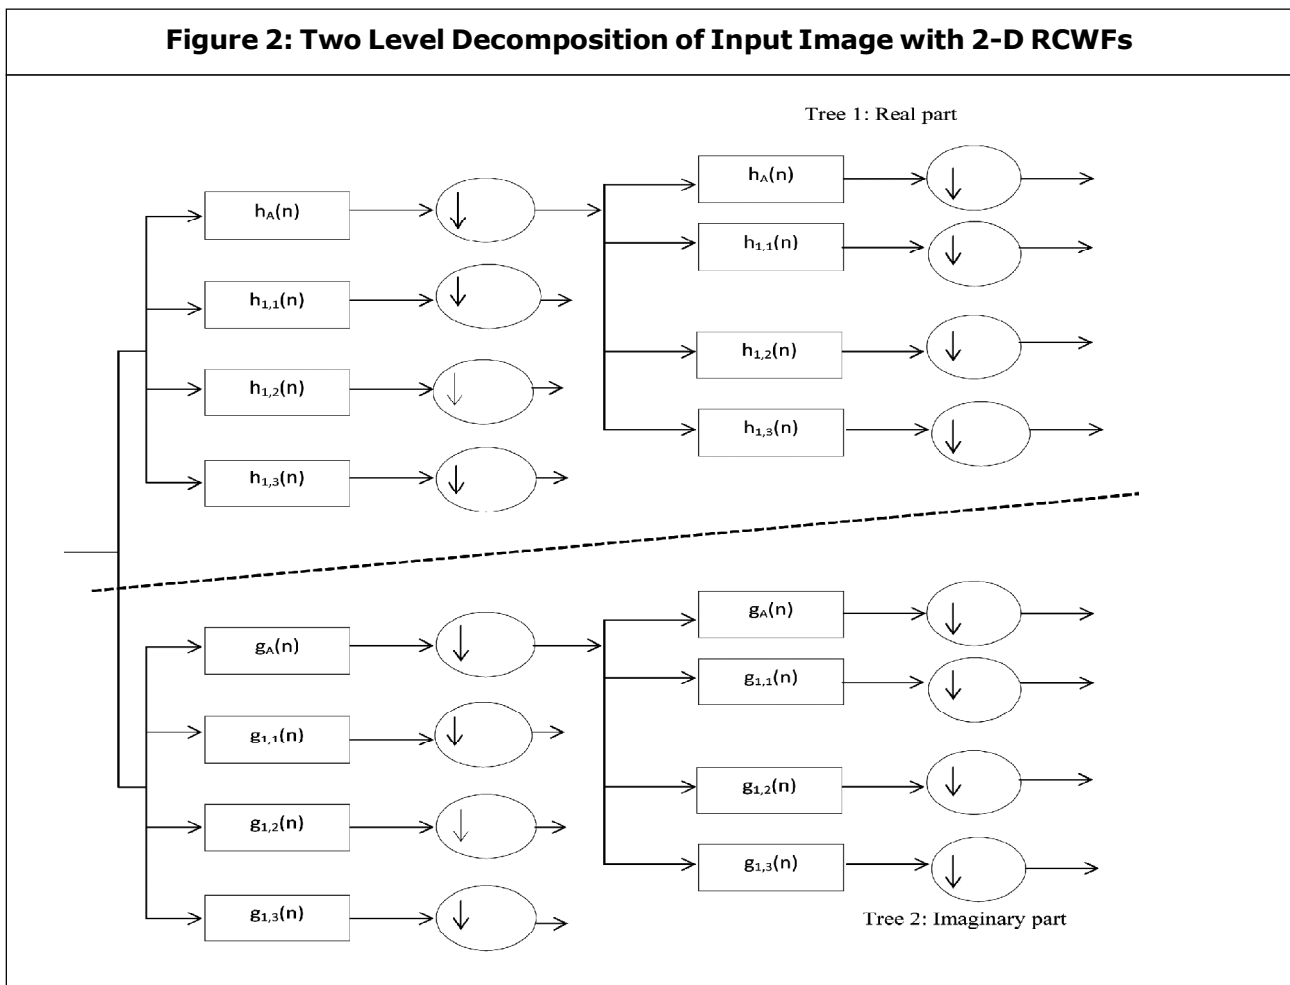 Figure 2: Two Level Decomposition of Input Image with 2-D RCWFs
Tree 1: Real part
hA(n)
h1,1(n)
h1,2(n)
h1,3(n)
hA(n)
h1,1(n)
h1,2(n)
h1,3(n)
gA(n)
g1,1(n)
g1,2(n)
g1,3(n)
gA(n)
g1,1(n)
g1,2(n)
g1,3(n)
Tree 2: Imaginary part